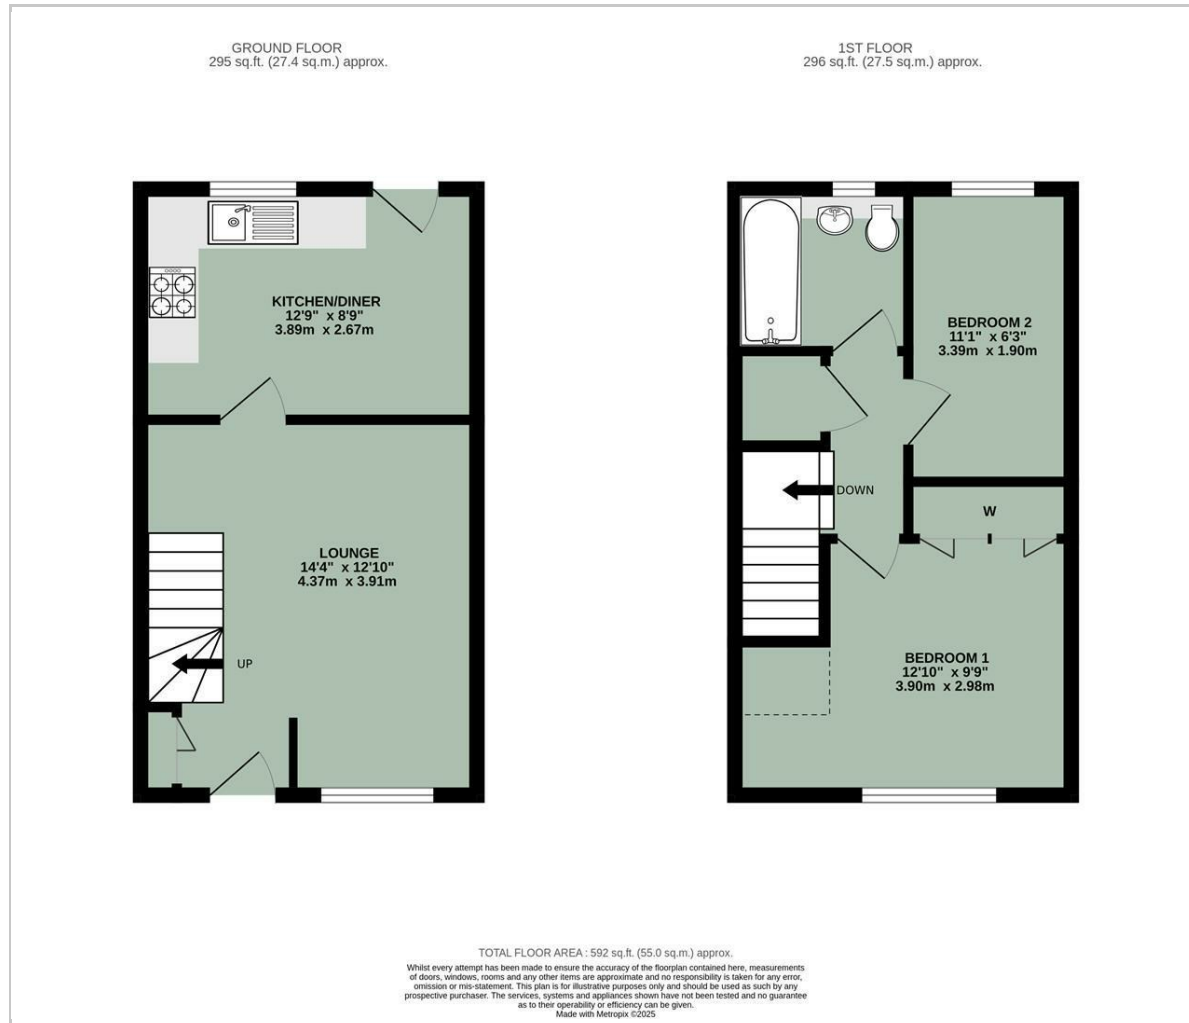 GROUND FLOOR
295 sq.ft. (27.4 sq.m.) approx.
1ST FLOOR
296 sq.ft. (27.5 sq.m.) approx.
KITCHEN/DINER
12'9" x 8'9"
3.89m x 2.67m
BEDROOM 2
11'1" x 6'3"
3.39m x 1.90m
DOWN
W
LOUNGE
14'4" x 12'10"
4.37m x 3.91m
UP
BEDROOM 1
12'10" x 9'9"
3.90m x 2.98m
TOTAL FLOOR AREA : 592 sq.ft. (55.0 sq.m.) approx.
Whilst every attempt has been made to ensure the accuracy of the floorplan contained here, measurements
of doors, windows, rooms and any other items are approximate and no responsibility is taken for any error,
omission or mis-statement. This plan is for illustrative purposes only and should be used as such by any
prospective purchaser. The services, systems and appliances shown have not been tested and no guarantee
as to their operability or efficiency can be given.
Made with Metropix ©2025